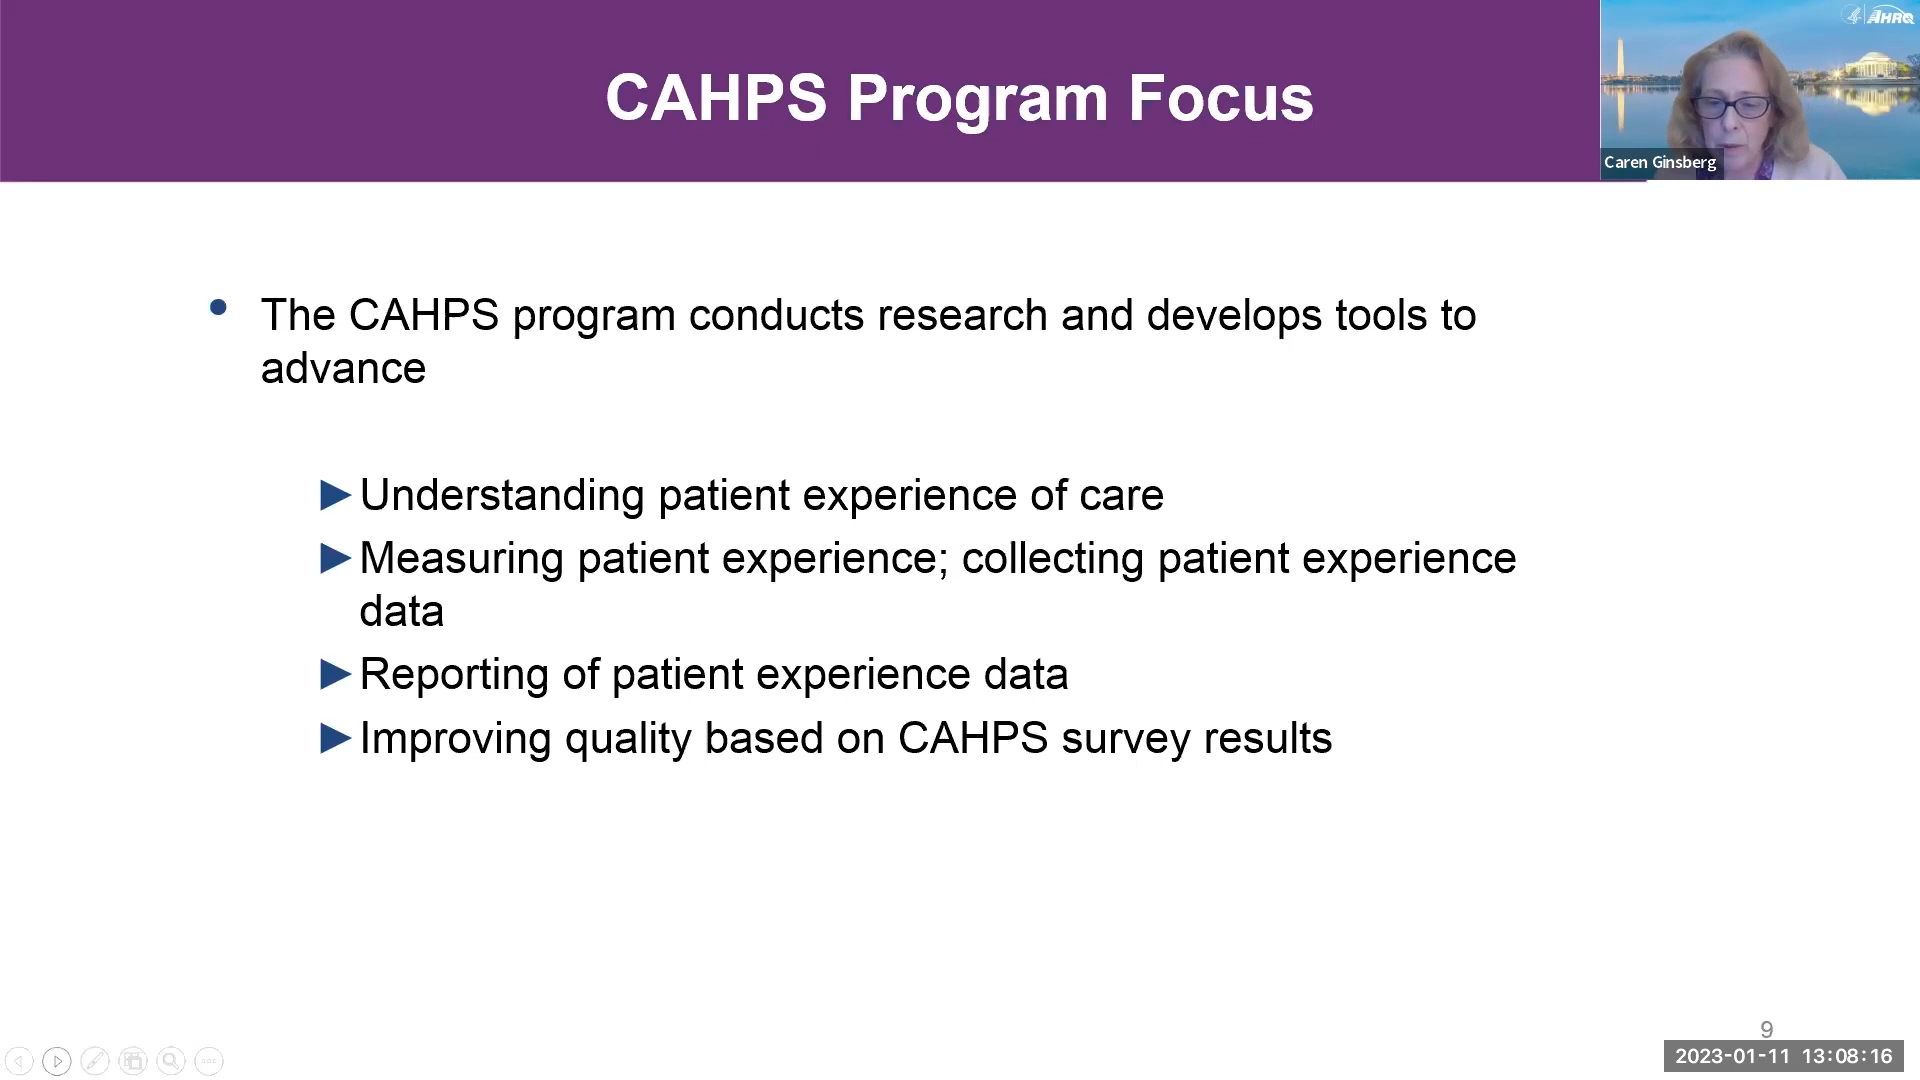 CAHPS Program Focus
AHRQ
Caren Ginsberg
• The CAHPS program conducts research and develops tools to
advance
►Understanding patient experience of care
►Measuring patient experience; collecting patient experience
data
►Reporting of patient experience data
►Improving quality based on CAHPS survey results
9
2023-01-11 13:08:16